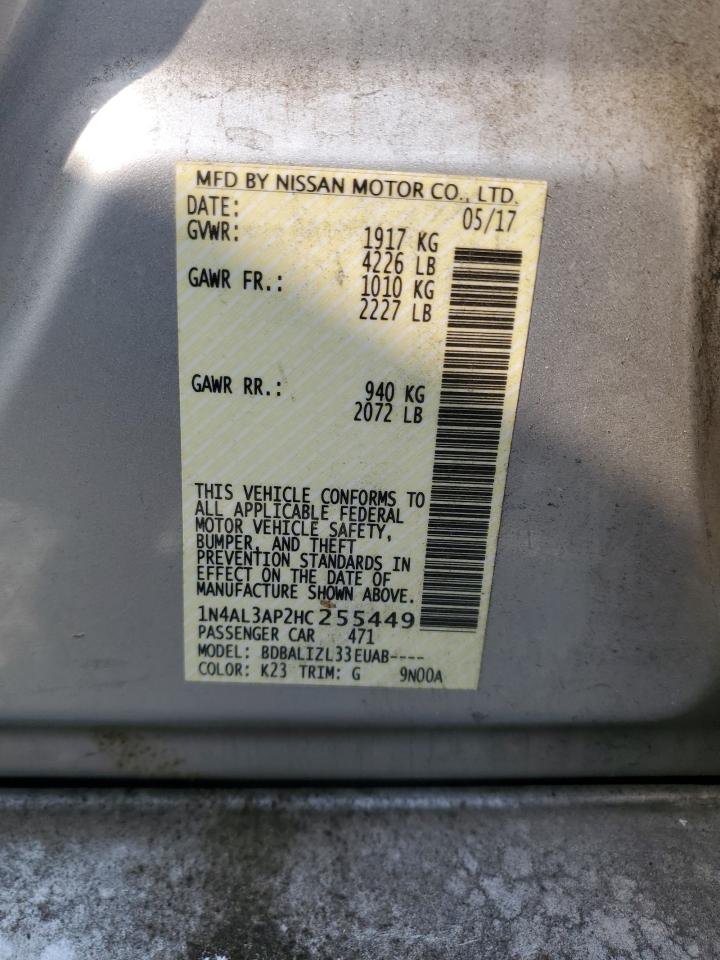 MFD BY NISSAN MOTOR CO., LTD.
DATE: 05/17
GVWR: 1917 KG
4226 LB
GAWR FR.: 1010 KG
2227 LB
GAWR RR.: 940 KG
2072 LB
THIS VEHICLE CONFORMS TO
ALL APPLICABLE FEDERAL
MOTOR VEHICLE SAFETY,
BUMPER, AND THEFT
PREVENTION STANDARDS IN
EFFECT ON THE DATE OF
MANUFACTURE SHOWN ABOVE.
1N4AL3AP2HC255449
PASSENGER CAR 471
MODEL: BDBALIZL33EUAB----
COLOR: K23 TRIM: G 9N00A